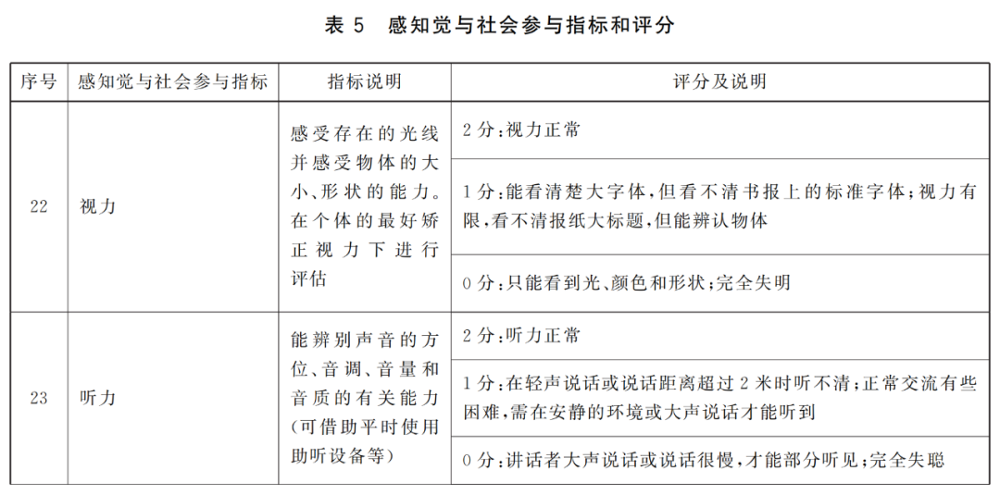 表 5 感知觉与社会参与指标和评分
序号
感知觉与社会参与指标
指标说明
评分及说明
22
视力
感受存在的光线
并感受物体的大
小、形状的能力。
在个体的最好矫
正视力下进行
评估
2 分:视力正常
1 分:能看清楚大字体,但看不清书报上的标准字体;视力有
限,看不清报纸大标题,但能辨认物体
0 分:只能看到光、颜色和形状;完全失明
23
听力
能辨别声音的方
位、音调、音量和
音质的有关能力
(可借助平时使用
助听设备等)
2 分:听力正常
1 分:在轻声说话或说话距离超过 2 米时听不清;正常交流有些
困难,需在安静的环境或大声说话才能听到
0 分:讲话者大声说话或说话很慢,才能部分听见;完全失聪